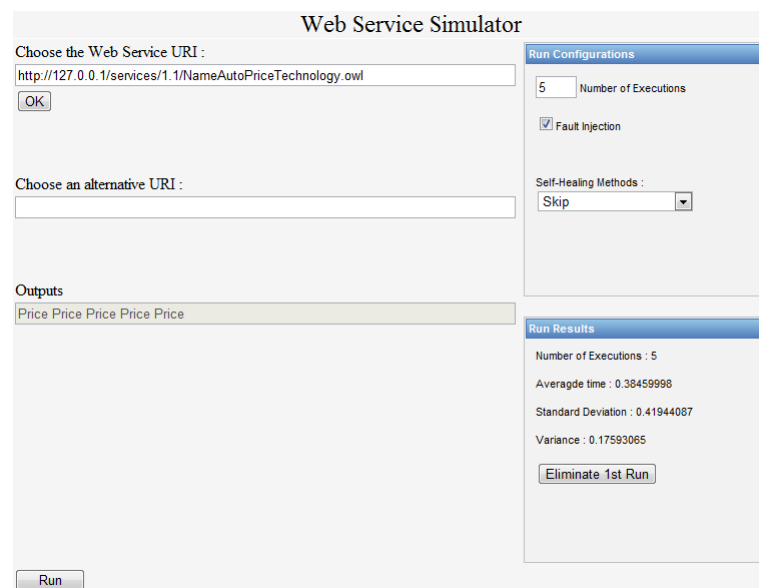 Web Service Simulator
Choose the Web Service URI :
http://127.0.0.1/services/1.1/NameAutoPriceTechnology.owl
OK
Choose an alternative URI :
Outputs
Price Price Price Price Price
Run
Run Configurations
5 Number of Executions
Fault Injection
Self-Healing Methods :
Skip
Run Results
Number of Executions : 5
Averagde time : 0.38459998
Standard Deviation : 0.41944087
Variance : 0.17593065
Eliminate 1st Run